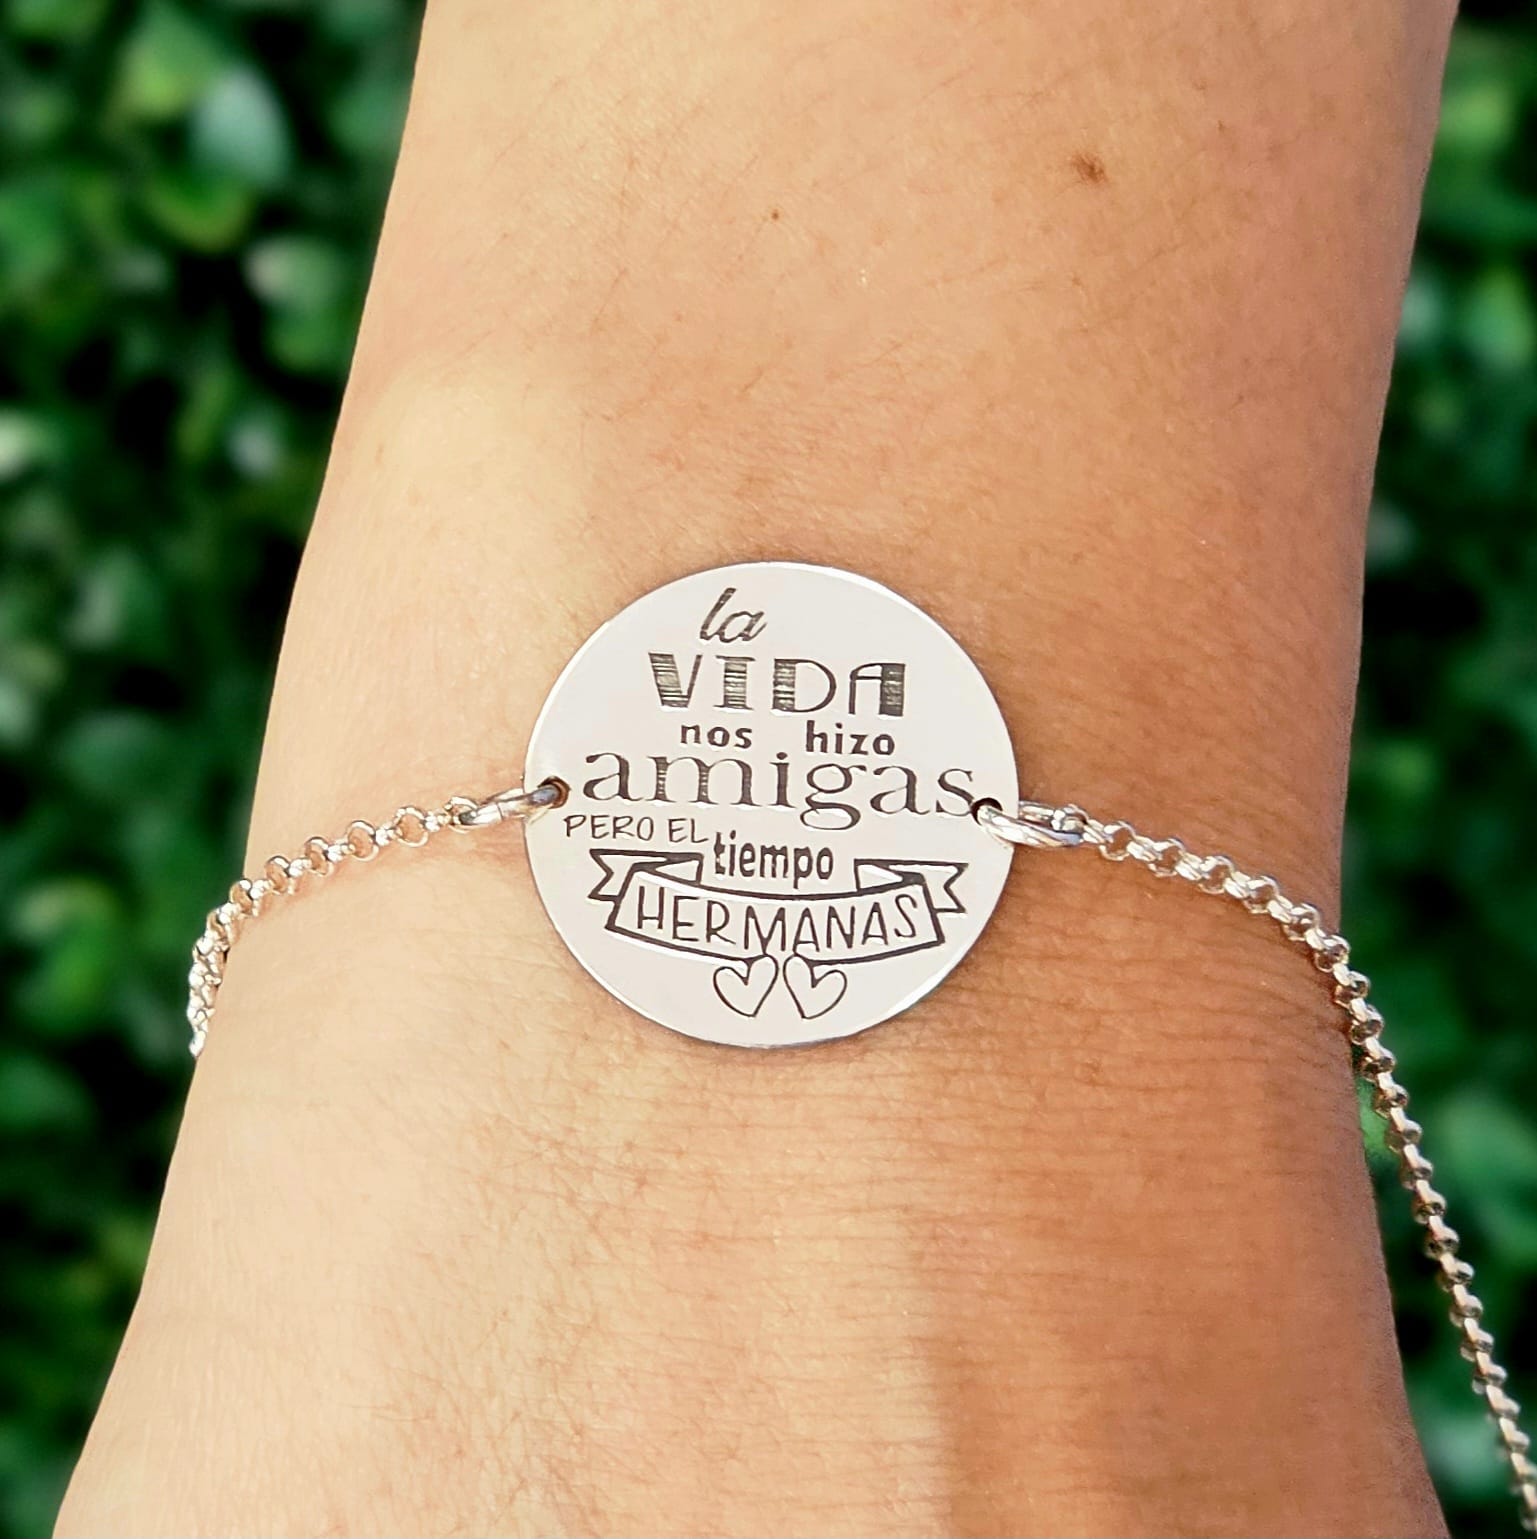 la
VIDA
nos hizo
amigas
PERO EL
tiempo
HERMANAS